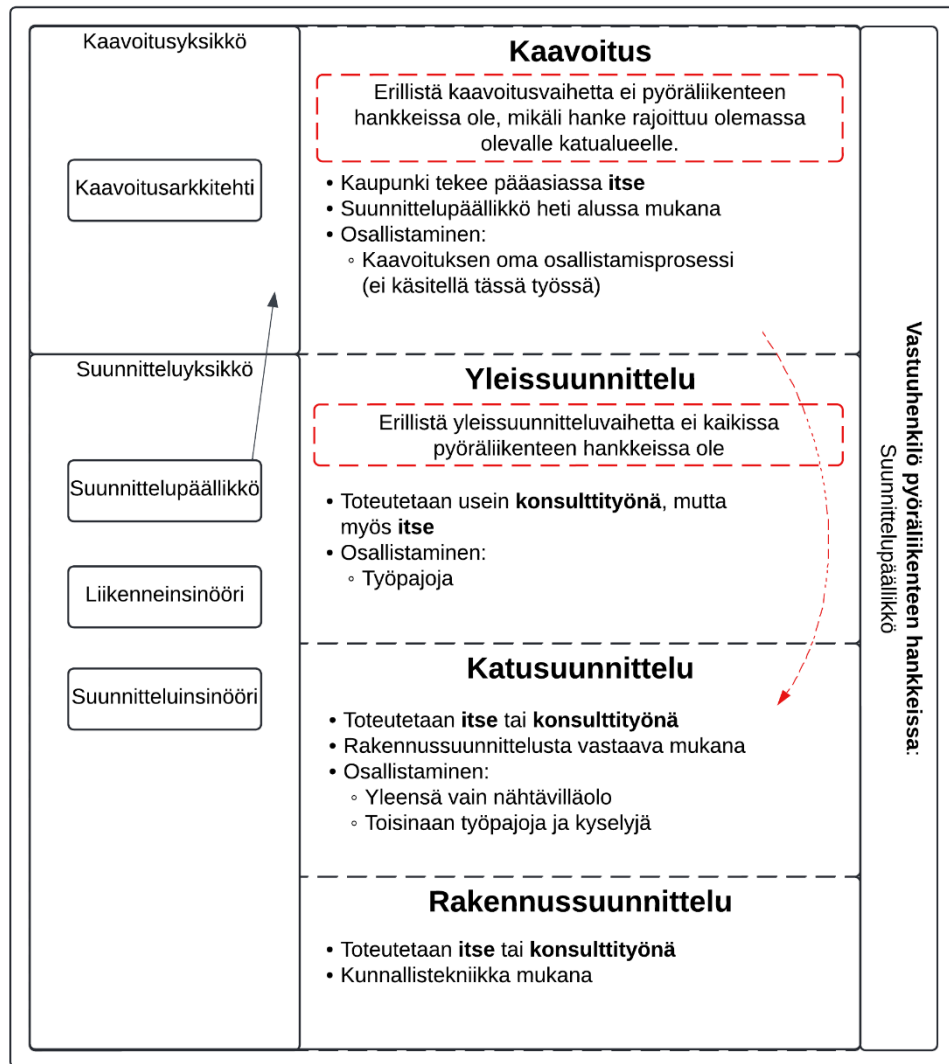 Kaavoitusyksikkö
Kaavoitusarkkitehti
Kaavoitus
Erillistä kaavoitusvaihetta ei pyöräliikenteen
hankkeissa ole, mikäli hanke rajoittuu olemassa
olevalle katualueelle.
• Kaupunki tekee pääasiassa itse
• Suunnittelupäällikkö heti alussa mukana
• Osallistaminen:
◦ Kaavoituksen oma osallistamisprosessi
(ei käsitellä tässä työssä)
Suunnitteluyksikkö
Suunnittelupäällikkö
Liikenneinsinööri
Suunnitteluinsinööri
Yleissuunnittelu
Erillistä yleissuunnitteluvaihetta ei kaikissa
pyöräliikenteen hankkeissa ole
• Toteutetaan usein konsulttityönä, mutta
myös itse
• Osallistaminen:
◦ Työpajoja
Katusuunnittelu
• Toteutetaan itse tai konsulttityönä
• Rakennussuunnittelusta vastaava mukana
• Osallistaminen:
◦ Yleensä vain nähtävilläolo
◦ Toisinaan työpajoja ja kyselyjä
Rakennussuunnittelu
• Toteutetaan itse tai konsulttityönä
• Kunnallistekniikka mukana
Vastuuhenkilö pyöräliikenteen hankkeissa:
Suunnittelupäällikkö